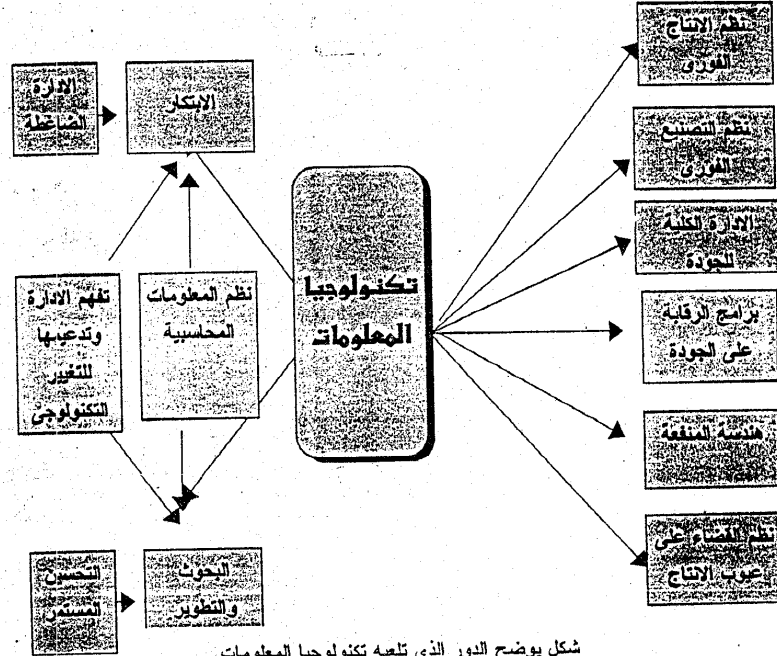 نظم الانتاج
الفورى
نظم التصنيع
الفورى
الادارة الكلية
للجودة
برامج الرقابة
على الجودة
هندسة المنفعة
نظم القضاء على
عيوب الانتاج
تكنولوجيا
المعلومات
الابتكار
الادارة
الضاغطة
نظم المعلومات
المحاسبية
تفهم الادارة
وتدعيمها
للتغيير
التكنولوجى
البحوث
والتطوير
التحسين
المستمر
شكل يوضح الدور الذى تلعبه تكنولوجيا المعلومات